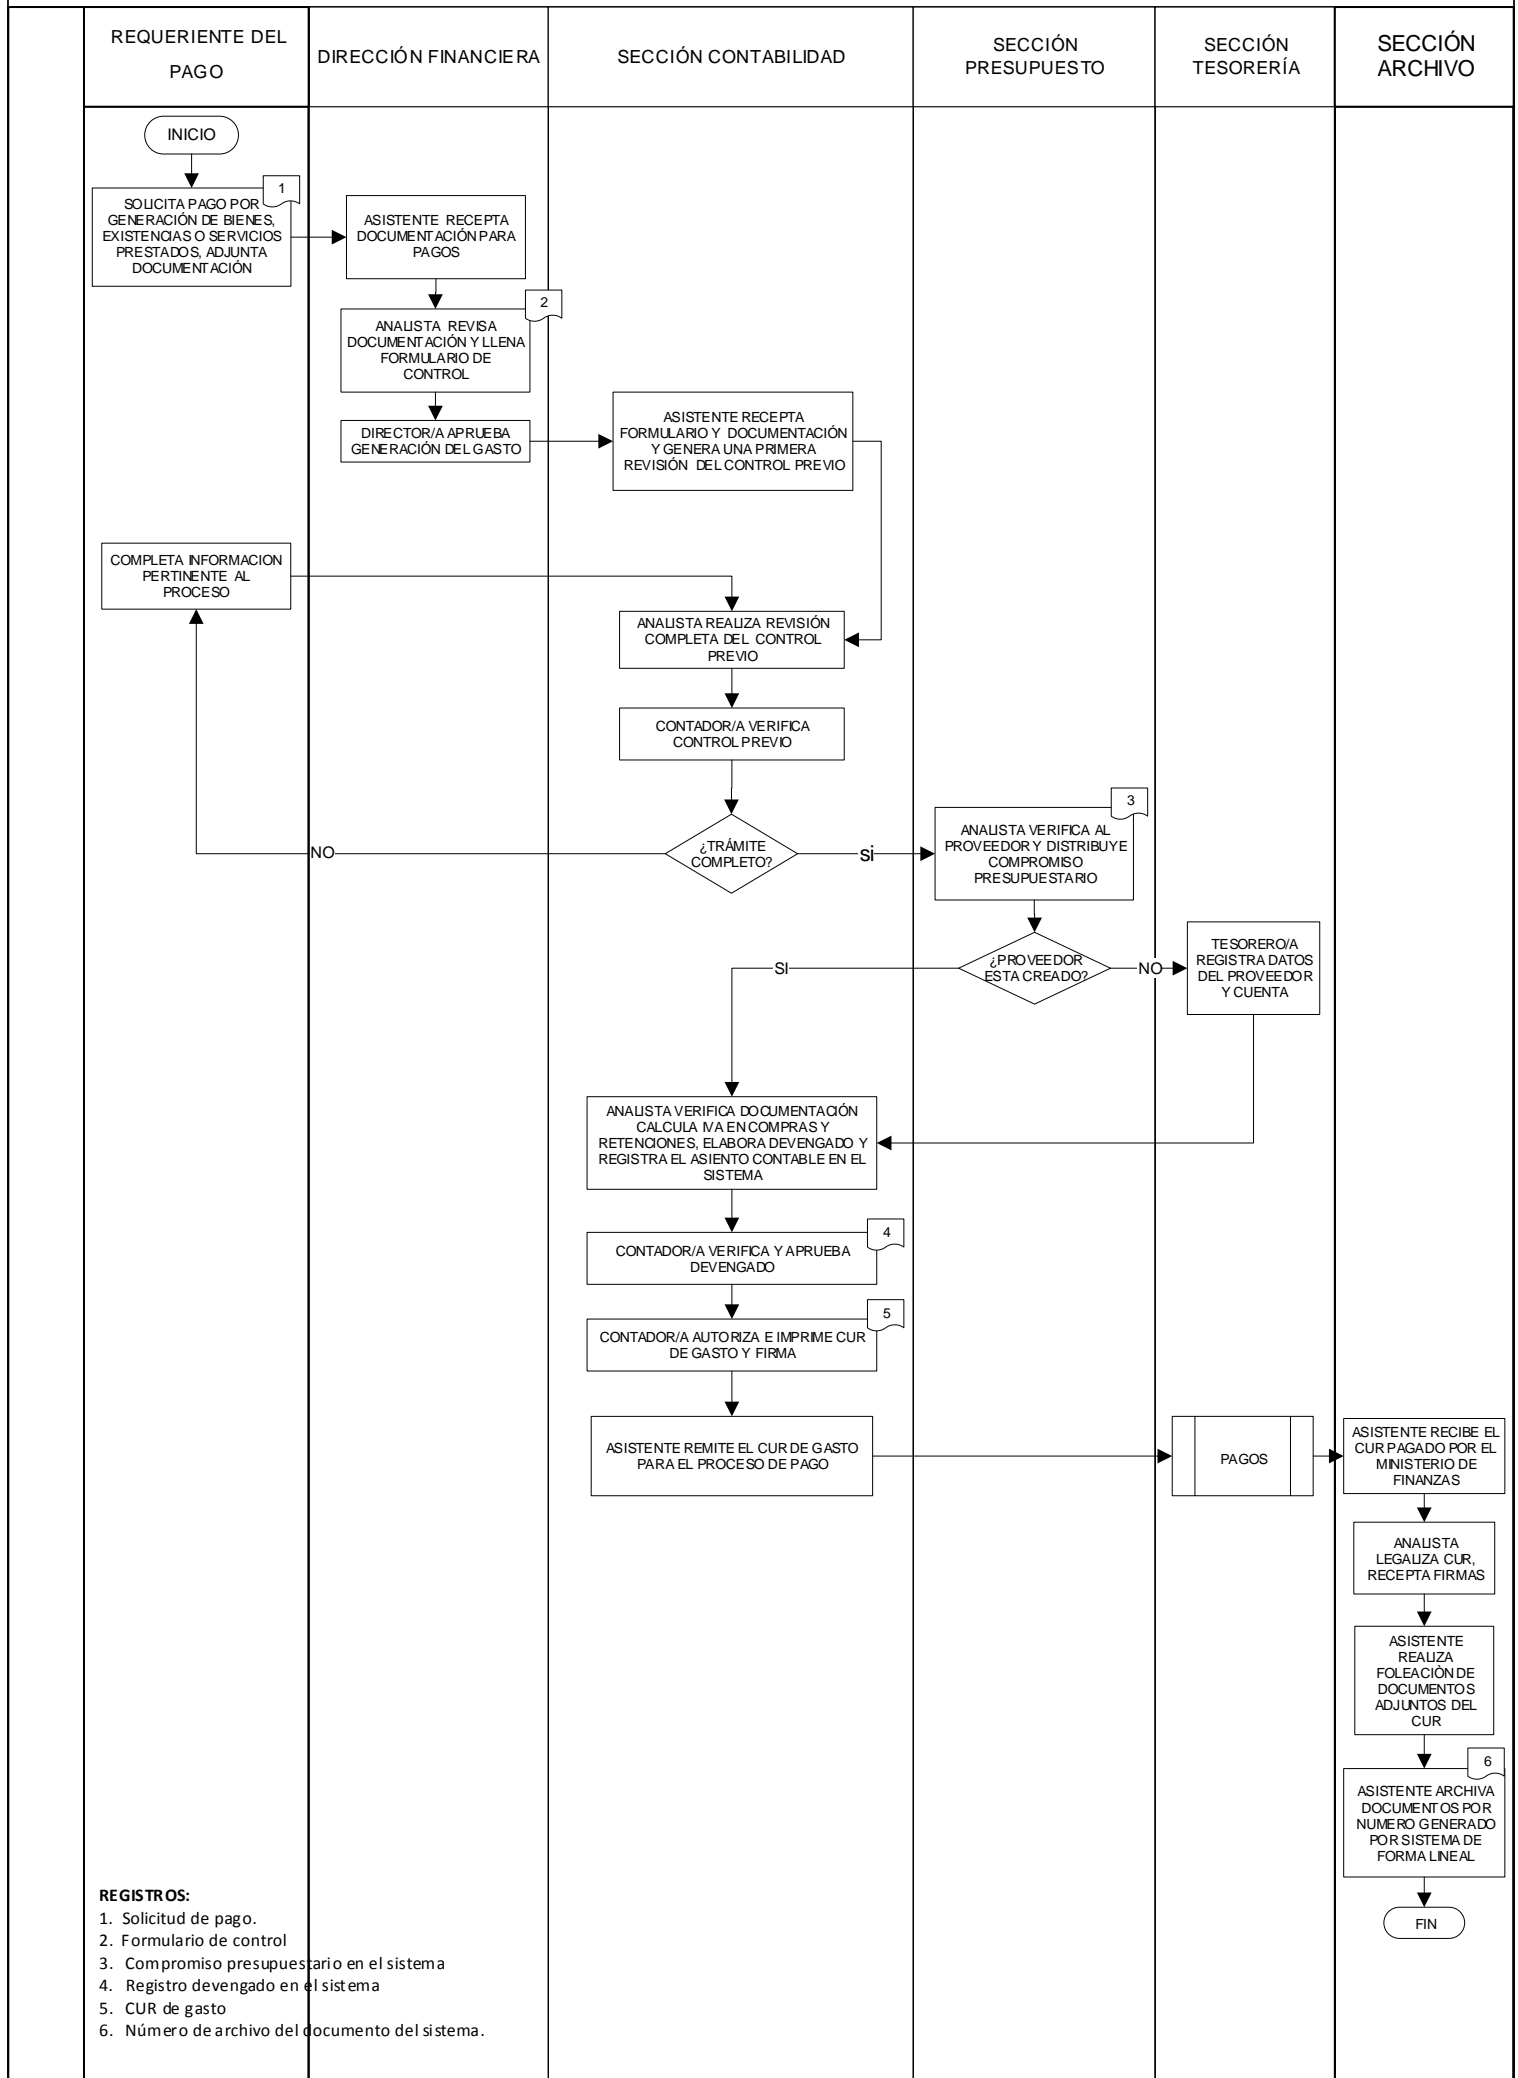 REQUERIENTE DEL
PAGO
DIRECCIÓN FINANCIERA
SECCIÓN CONTABILIDAD
SECCIÓN
PRESUPUESTO
SECCIÓN
TESORERÍA
SECCIÓN
ARCHIVO
INICIO
1
SOLICITA PAGO POR
GENERACIÓN DE BIENES,
EXISTENCIAS O SERVICIOS
PRESTADOS, ADJUNTA
DOCUMENTACIÓN
ASISTENTE RECEPTA
DOCUMENTACIÓN PARA
PAGOS
2
ANALISTA REVISA
DOCUMENTACIÓN Y LLENA
FORMULARIO DE
CONTROL
DIRECTOR/A APRUEBA
GENERACIÓN DEL GASTO
ASISTENTE RECEPTA
FORMULARIO Y DOCUMENTACIÓN
Y GENERA UNA PRIMERA
REVISIÓN DEL CONTROL PREVIO
COMPLETA INFORMACION
PERTINENTE AL
PROCESO
ANALISTA REALIZA REVISIÓN
COMPLETA DEL CONTROL
PREVIO
CONTADOR/A VERIFICA
CONTROL PREVIO
¿TRÁMITE
COMPLETO?
NO
si
3
ANALISTA VERIFICA AL
PROVEEDOR Y DISTRIBUYE
COMPROMISO
PRESUPUESTARIO
¿PROVEEDOR
ESTA CREADO?
SI
NO
TESORERO/A
REGISTRA DATOS
DEL PROVEEDOR
Y CUENTA
ANALISTA VERIFICA DOCUMENTACIÓN
CALCULA IVA EN COMPRAS Y
RETENCIONES, ELABORA DEVENGADO Y
REGISTRA EL ASIENTO CONTABLE EN EL
SISTEMA
4
CONTADOR/A VERIFICA Y APRUEBA
DEVENGADO
5
CONTADOR/A AUTORIZA E IMPRIME CUR
DE GASTO Y FIRMA
ASISTENTE REMITE EL CUR DE GASTO
PARA EL PROCESO DE PAGO
PAGOS
ASISTENTE RECIBE EL
CUR PAGADO POR EL
MINISTERIO DE
FINANZAS
ANALISTA
LEGALIZA CUR,
RECEPTA FIRMAS
ASISTENTE
REALIZA
FOLEACIÒN DE
DOCUMENTOS
ADJUNTOS DEL
CUR
6
ASISTENTE ARCHIVA
DOCUMENTOS POR
NUMERO GENERADO
POR SISTEMA DE
FORMA LINEAL
FIN
REGISTROS:
1. Solicitud de pago.
2. Formulario de control
3. Compromiso presupuestario en el sistema
4. Registro devengado en el sistema
5. CUR de gasto
6. Número de archivo del documento del sistema.